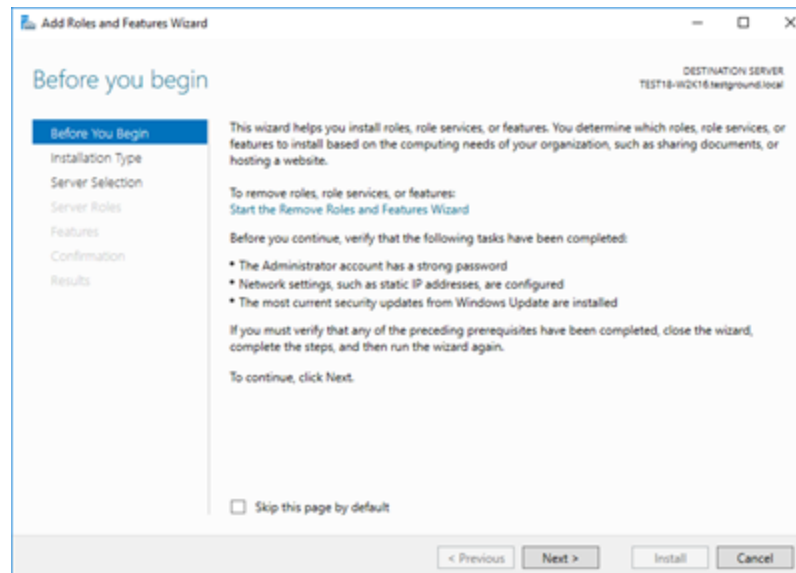 Add Roles and Features Wizard
Before you begin
DESTINATION SERVER
TEST18-W2K16.testground.local
Before You Begin
Installation Type
Server Selection
Server Roles
Features
Confirmation
Results
This wizard helps you install roles, role services, or features. You determine which roles, role services, or
features to install based on the computing needs of your organization, such as sharing documents, or
hosting a website.
To remove roles, role services, or features:
Start the Remove Roles and Features Wizard
Before you continue, verify that the following tasks have been completed:
• The Administrator account has a strong password
• Network settings, such as static IP addresses, are configured
• The most current security updates from Windows Update are installed
If you must verify that any of the preceding prerequisites have been completed, close the wizard,
complete the steps, and then run the wizard again.
To continue, click Next.
Skip this page by default
< Previous
Next >
Install
Cancel